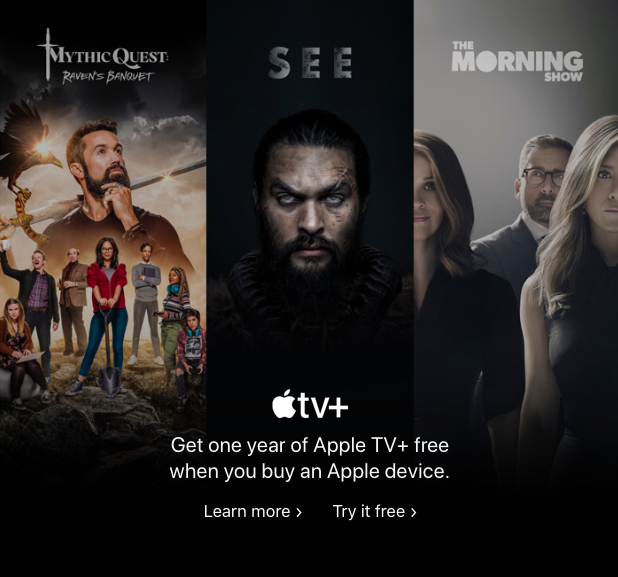 MYTHIC QUEST:
RAVEN'S BANQUET
SEE
THE
MORNING
SHOW
tv+
Get one year of Apple TV+ free
when you buy an Apple device.
Learn more ›
Try it free ›